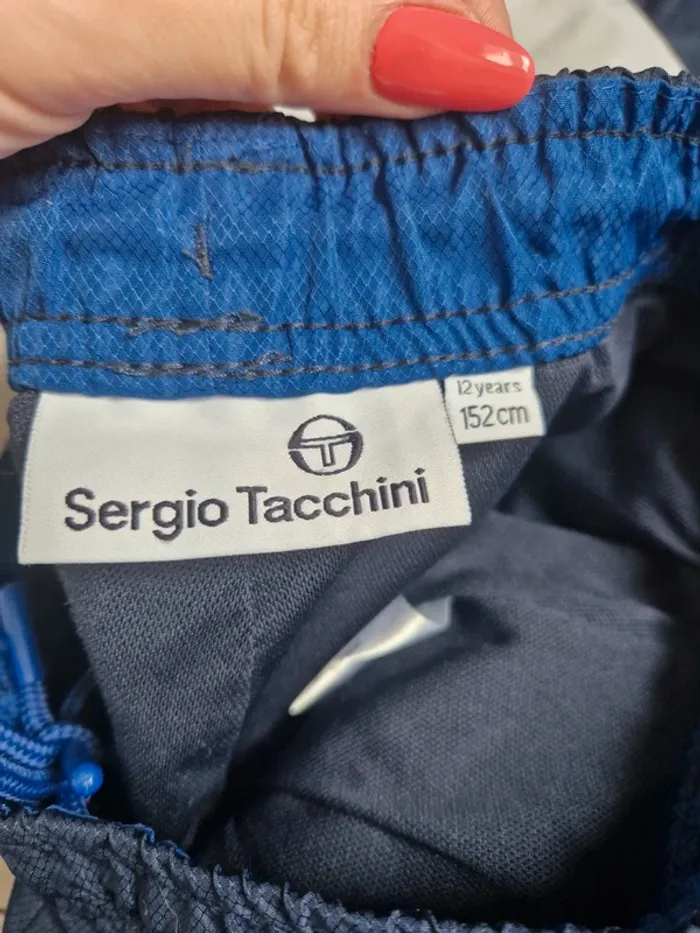 12 years
152cm
Sergio Tacchini